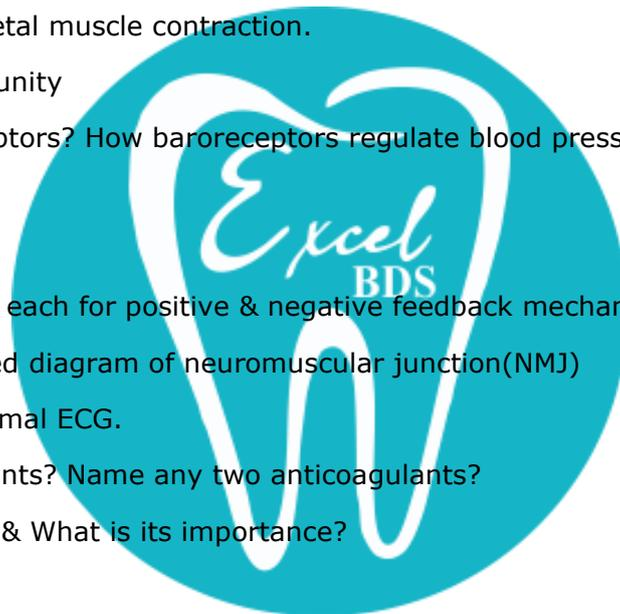 etal muscle contraction.
unity
ptors? How baroreceptors regulate blood press
Excel
BDS
each for positive & negative feedback mechan
ed diagram of neuromuscular junction(NMJ)
mal ECG.
nts? Name any two anticoagulants?
& What is its importance?